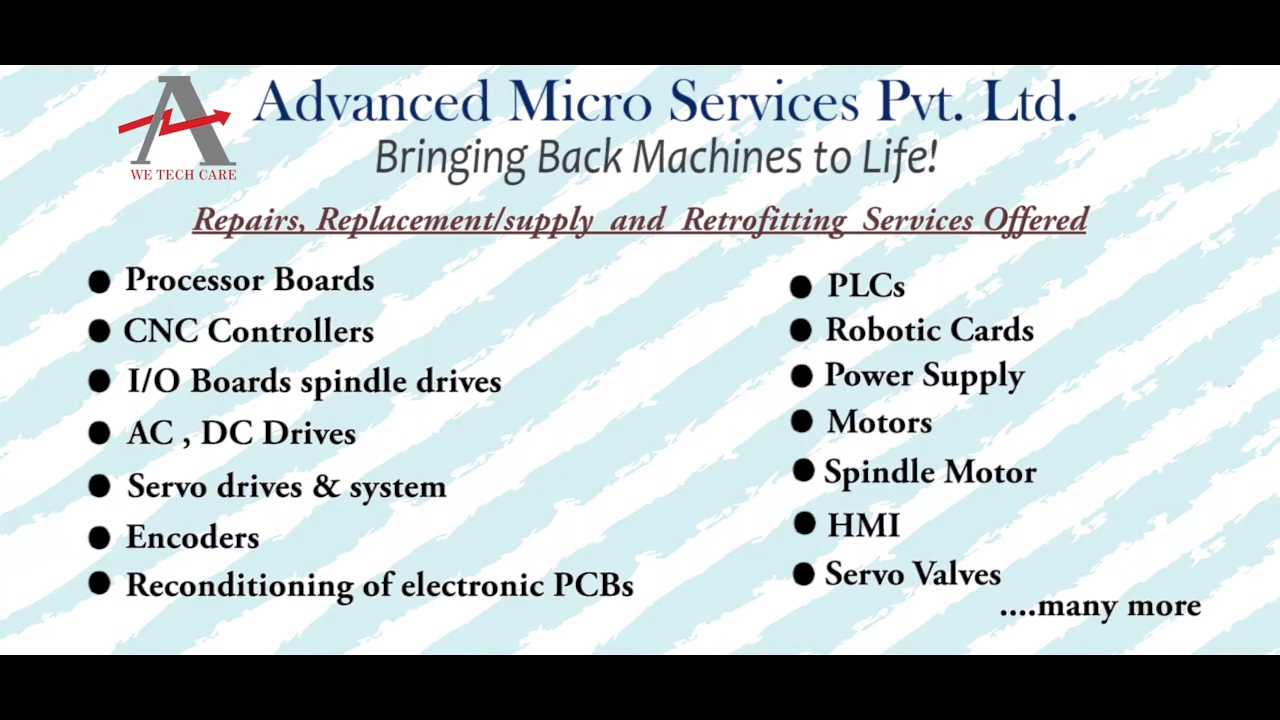 Advanced Micro Services Pvt. Ltd.
WE TECH CARE
Bringing Back Machines to Life!
Repairs, Replacement/supply and Retrofitting Services Offered
Processor Boards
CNC Controllers
I/O Boards spindle drives
AC , DC Drives
Servo drives & system
Encoders
Reconditioning of electronic PCBs
PLCs
Robotic Cards
Power Supply
Motors
Spindle Motor
HMI
Servo Valves
....many more